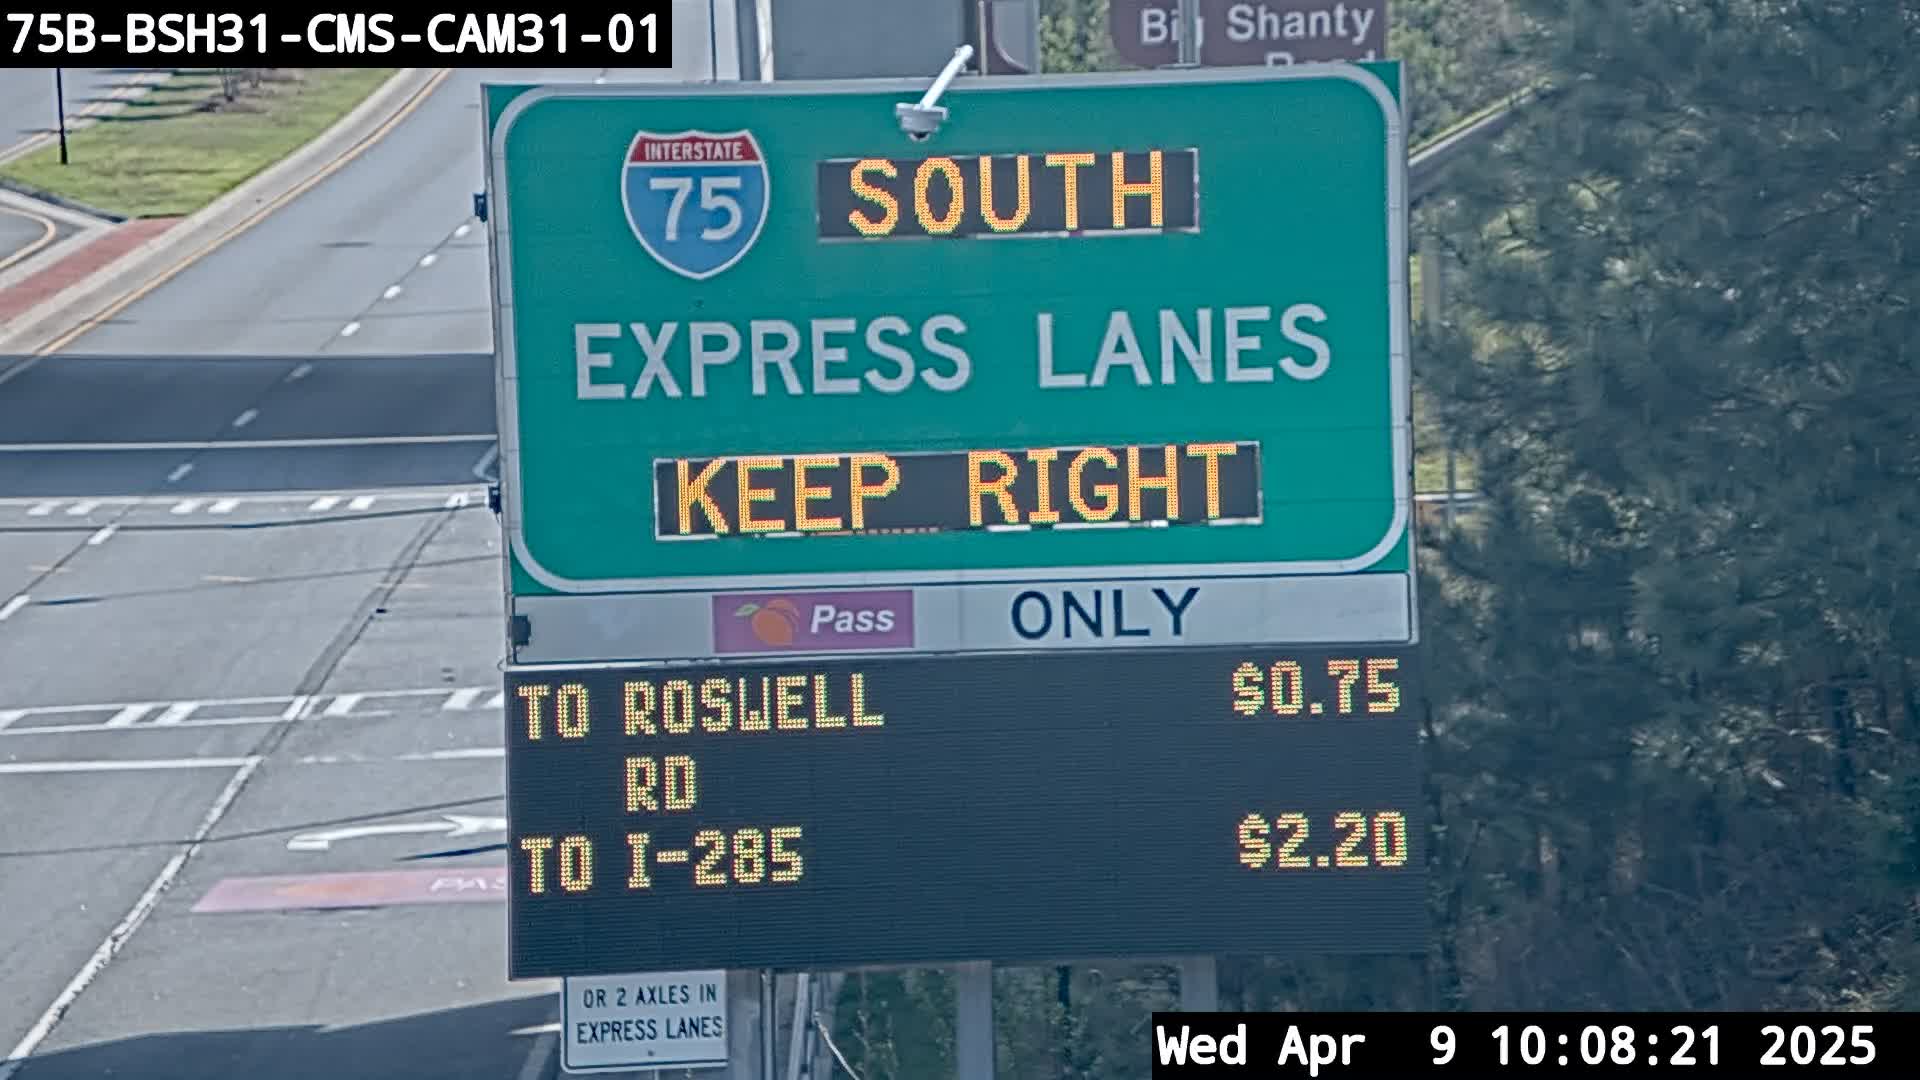 75B-BSH31-CMS-CAM31-01
Big Shanty
Road
INTERSTATE
75
SOUTH
EXPRESS LANES
KEEP RIGHT
Pass ONLY
TO ROSWELL $0.75
RD
TO I-285 $2.20
OR 2 AXLES IN
EXPRESS LANES
Wed Apr 9 10:08:21 2025